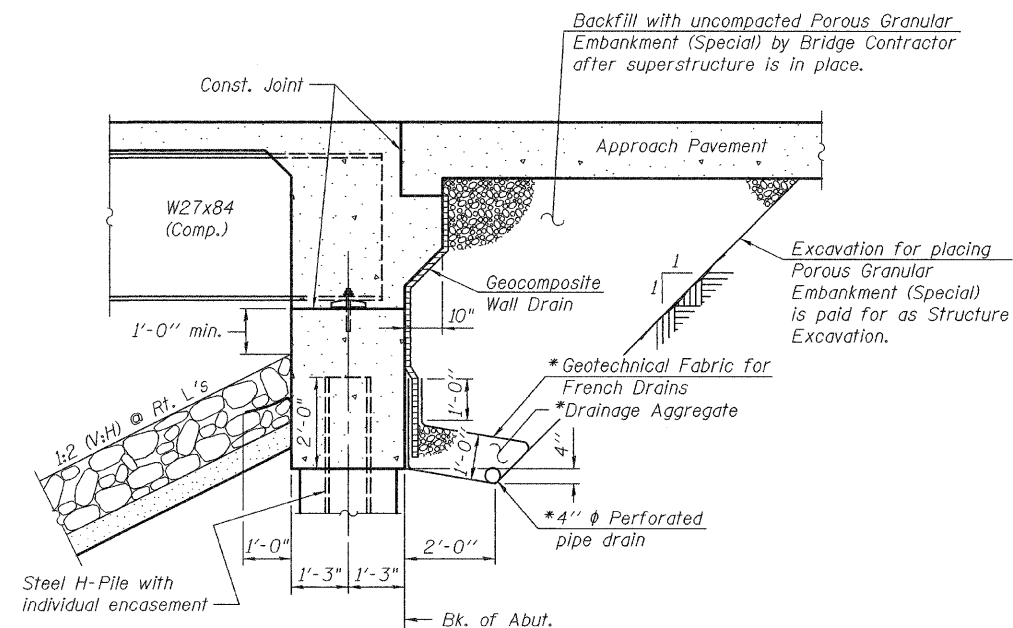 Backfill with uncompacted Porous Granular
Embankment (Special) by Bridge Contractor
after superstructure is in place.
Const. Joint
Approach Pavement
W27x84
(Comp.)
Geocomposite
Wall Drain
Excavation for placing
Porous Granular
Embankment (Special)
is paid for as Structure
Excavation.
1
1
10"
1'-0" min.
*Geotechnical Fabric for
French Drains
*Drainage Aggregate
1:2 (V:H) @ Rt. L's
2'-0"
1'-0"
1'-0"
4"
*4" ϕ Perforated
pipe drain
1'-0"
2'-0"
1'-3"
1'-3"
Steel H-Pile with
individual encasement
Bk. of Abut.